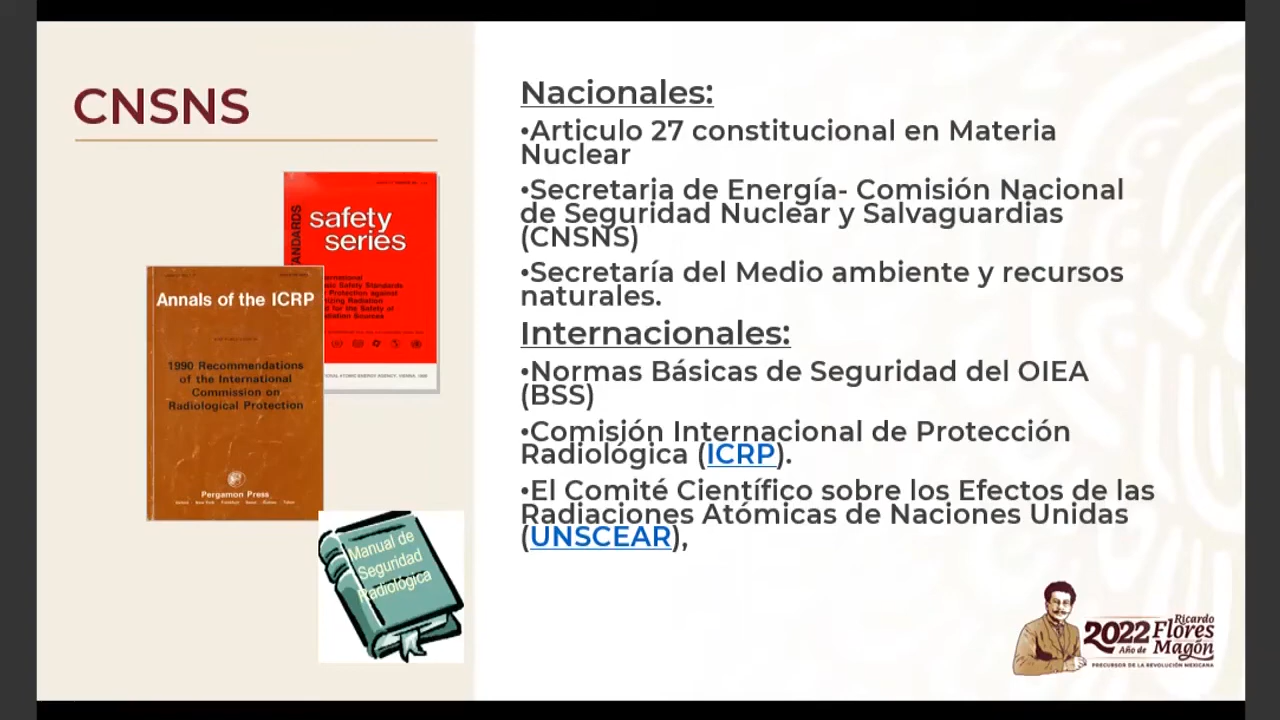 CNSNS
safety
series
Annals of the ICRP
1990 Recommendations
of the International
Commission on
Radiological Protection
Pergamon Press
Manual de
Seguridad
Radiológica
Nacionales:
•Articulo 27 constitucional en Materia
Nuclear
•Secretaria de Energía- Comisión Nacional
de Seguridad Nuclear y Salvaguardias
(CNSNS)
•Secretaría del Medio ambiente y recursos
naturales.
Internacionales:
•Normas Básicas de Seguridad del OIEA
(BSS)
•Comisión Internacional de Protección
Radiológica (ICRP).
•El Comité Científico sobre los Efectos de las
Radiaciones Atómicas de Naciones Unidas
(UNSCEAR),
2022 Ricardo
Flores
Año de Magón
PRECURSOR DE LA REVOLUCIÓN MEXICANA